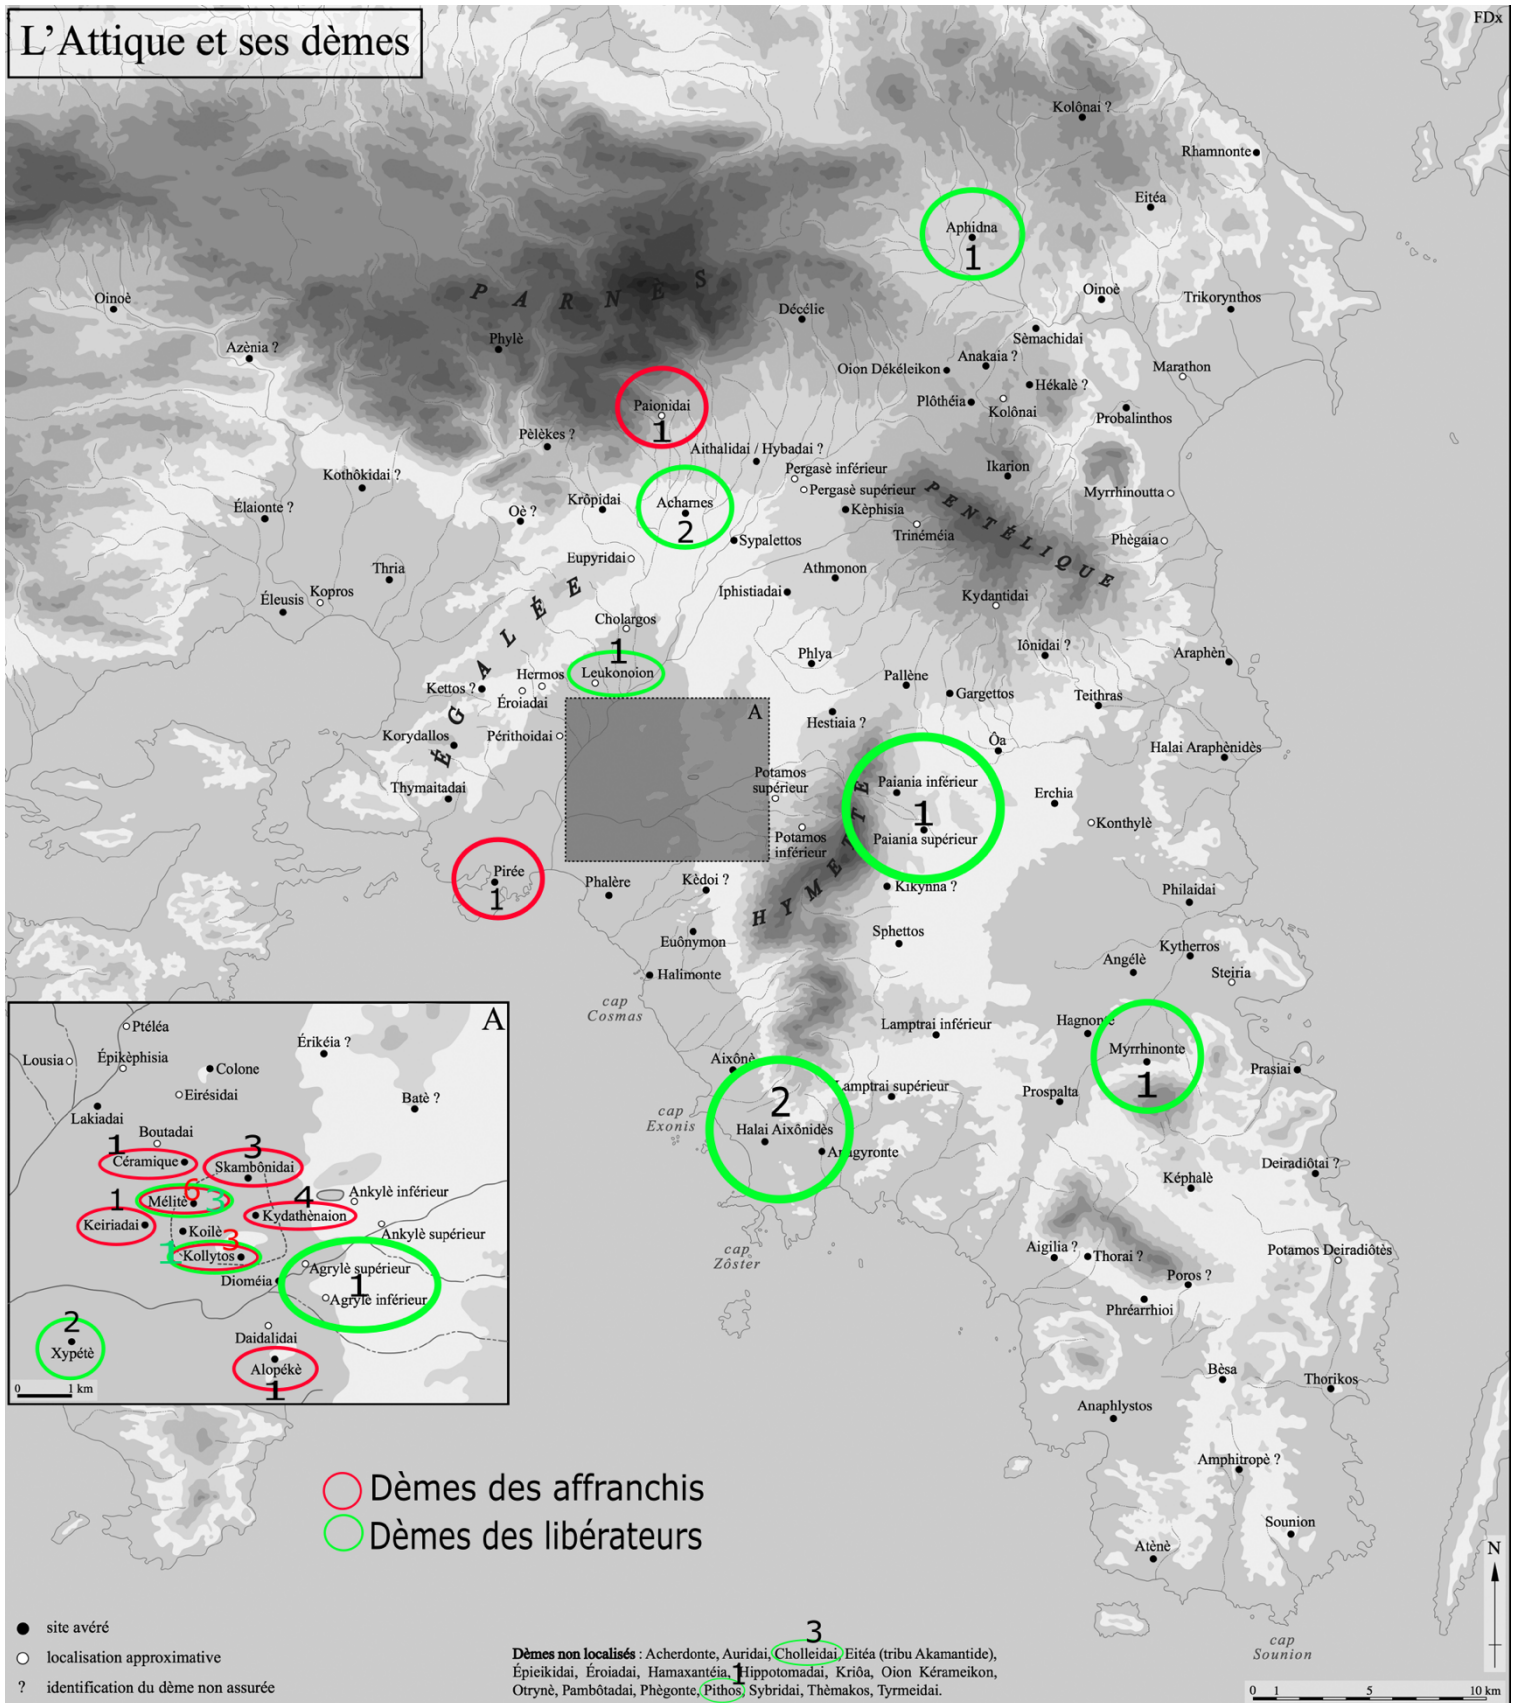 L’Attique et ses dèmes
FDx
Kolônai ?
Rhamnonte
Eitéa
Aphidna
1
Oinoè
Oinoè
Trikorynthos
PARNÈS
Décélie
Phylè
Sèmachidai
Azènia ?
Anakaia ?
Oion Dékéleikon
Marathon
Hékalè ?
Plôthéia
Kolônai
Probalinthos
Paionidai
1
Pèlèkes ?
Aithalidai / Hybadai ?
Ikarion
Pergasè inférieur
Pergasè supérieur
Kothôkidai ?
Myrrhinoutta
PENTÉLIQUE
Élaionte ?
Krôpidai
Acharnes
2
Oè ?
Kèphisia
Trinéméia
Phègaia
Sypalettos
Eupyridai
Thria
Athmonon
Iphistiadai
Kydantidai
Éleusis
Kopros
ÉGALÉE
Cholargos
1
Leukonoion
Phlya
Iônidai ?
Araphèn
Hermos
Kettos ?
Éroiadai
Pallène
Gargettos
Teithras
A
Hestiaia ?
Korydallos
Périthoidai
Ôa
Halai Araphènidès
Potamos
supérieur
Paiania inférieur
1
Paiania supérieur
Thymaitadai
Erchia
Konthylè
Potamos
inférieur
HYMETTE
Pirée
1
Phalère
Kèdoi ?
Kikynna ?
Philaidai
Euônymon
Sphettos
Kytherros
Angélè
Steiria
Halimonte
cap
Cosmas
Lamptrai inférieur
Hagnonte
Myrrhinonte
1
Aixônè
Prasiai
Lamptrai supérieur
Prospalta
cap
Exonis
2
Halai Aixônidès
Anagyronte
Képhalè
Deiradiôtai ?
cap
Zôster
Aigilia ?
Thorai ?
Potamos Deiradiôtès
Poros ?
Phréarrhioi
Bèsa
Thorikos
Anaphlystos
Amphitropè ?
Sounion
Atènè
cap
Sounion
A
Ptéléa
Lousia
Épikèphisia
Érikéia ?
Colone
Eirésidai
Batè ?
Lakiadai
Boutadai
1
Céramique
3
Skambônidai
Mélitè
6
3
Ankylè inférieur
1
Keiriadai
4
Kydathènaion
Koilè
3
Ankylè supérieur
1
Kollytos
Dioméia
Agrylè supérieur
1
Agrylè inférieur
2
Xypétè
Daidalidai
Alopékè
1
0 1 km
Dèmes des affranchis
Dèmes des libérateurs
site avéré
localisation approximative
? identification du dème non assurée
3
Dèmes non localisés : Acherdonte, Auridai, Cholleidai, Eitéa (tribu Akamantide),
Épieikidai, Éroiadai, Hamaxantéia, Hippotomadai, Kriôa, Oion Kérameikon,
1
Otrynè, Pambôtadai, Phègonte, Pithos, Sybridai, Thèmakos, Tyrmeidai.
N
0 1 5 10 km